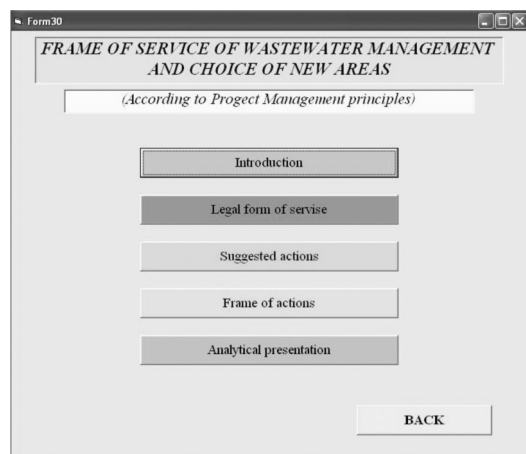 Form30
FRAME OF SERVICE OF WASTEWATER MANAGEMENT
AND CHOICE OF NEW AREAS
(According to Progect Management principles)
Introduction
Legal form of servise
Suggested actions
Frame of actions
Analytical presentation
BACK